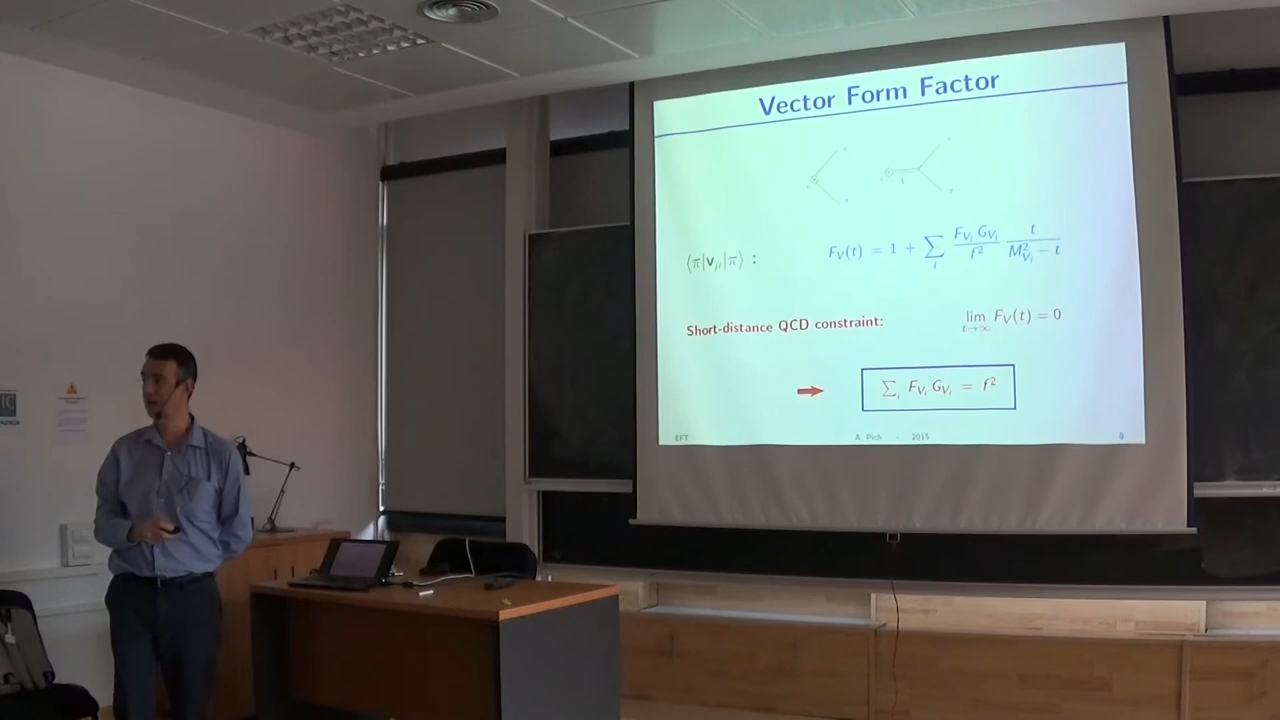 Vector Form Factor
⟨π|v_μ|π⟩ :
F_V(t) = 1 + ∑_i F_{V_i} G_{V_i} / f² t / (M²_{V_i} − t)
Short-distance QCD constraint:
lim_{t→∞} F_V(t) = 0
∑_i F_{V_i} G_{V_i} = f²
EFT A. Pich - 2015